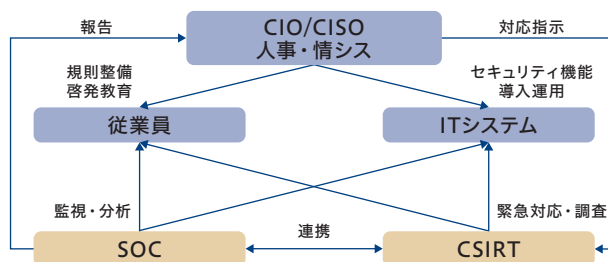 報告
CIO/CISO
人事・情シス
対応指示
規則整備
啓発教育
セキュリティ機能
導入運用
従業員
ITシステム
監視・分析
緊急対応・調査
連携
SOC
CSIRT